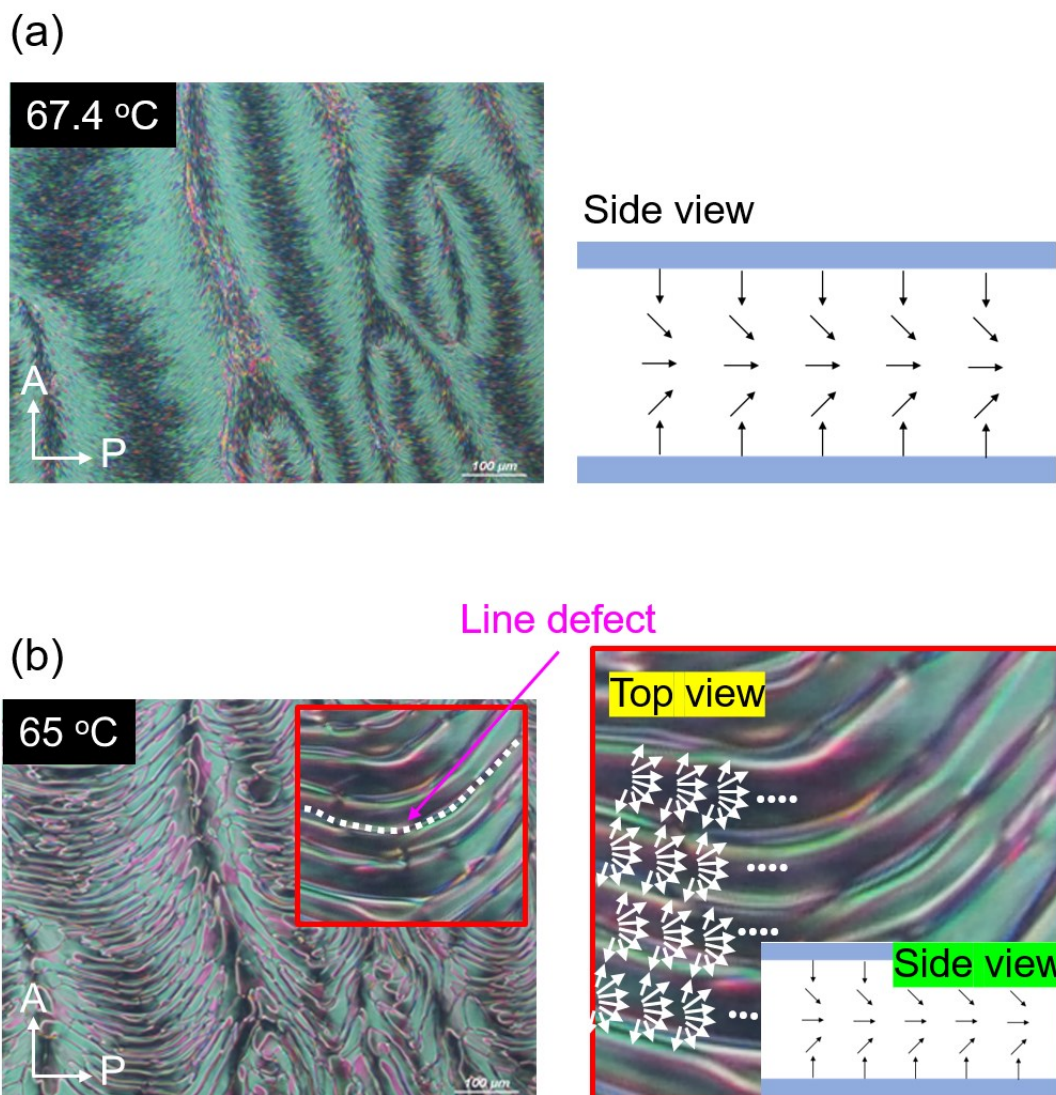 (a)
67.4 °C
A
P
100 µm
Side view
Line defect
(b)
65 °C
A
P
100 µm
Top view
Side view